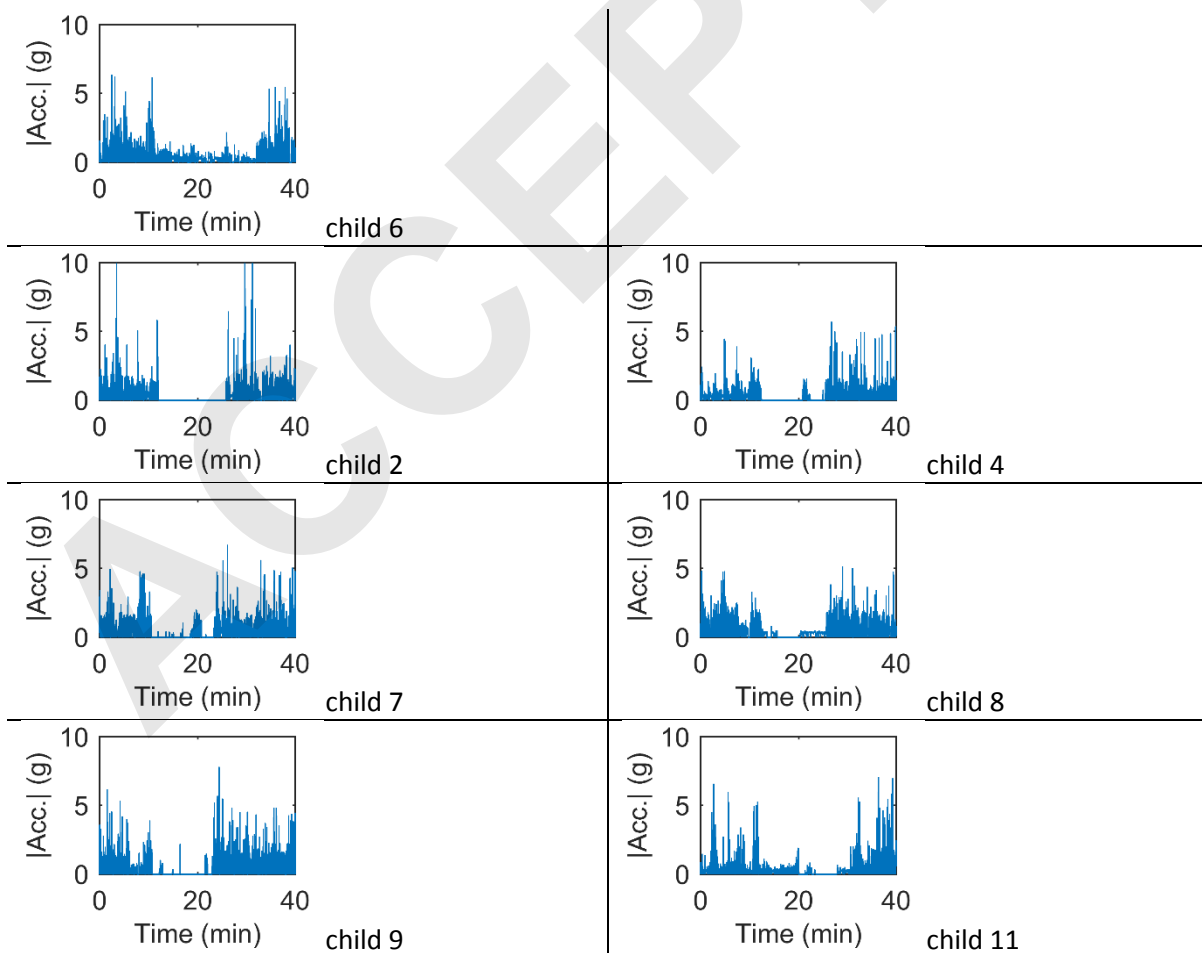 10
5
0
|Acc.| (g)
0 20 40
Time (min)
child 6
10
5
0
|Acc.| (g)
0 20 40
Time (min)
child 2
10
5
0
|Acc.| (g)
0 20 40
Time (min)
child 4
10
5
0
|Acc.| (g)
0 20 40
Time (min)
child 7
10
5
0
|Acc.| (g)
0 20 40
Time (min)
child 8
10
5
0
|Acc.| (g)
0 20 40
Time (min)
child 9
10
5
0
|Acc.| (g)
0 20 40
Time (min)
child 11
ACCEP